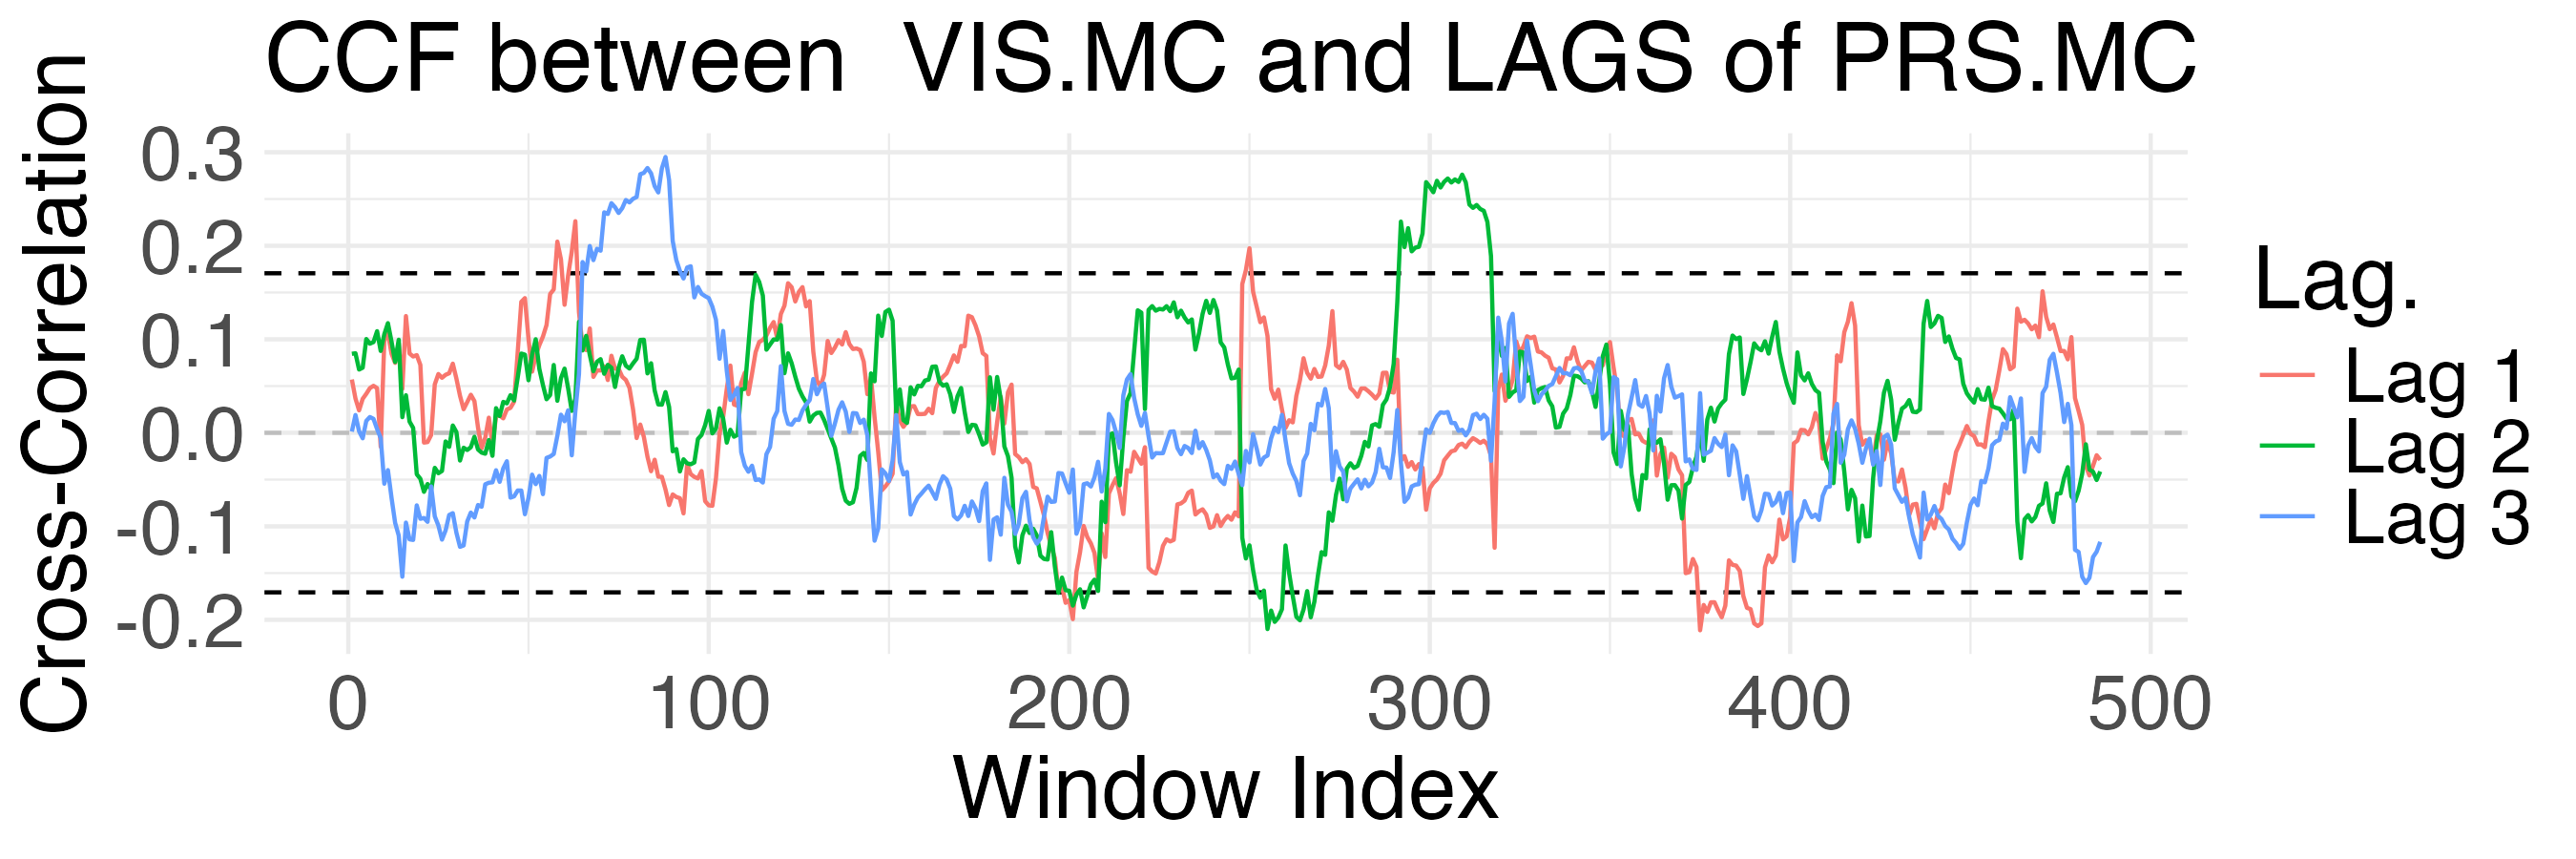 CCF between  VIS.MC and LAGS of PRS.MC
Cross-Correlation
0.3
0.2
0.1
0.0
-0.1
-0.2
0 100 200 300 400 500
Window Index
Lag.
Lag 1
Lag 2
Lag 3